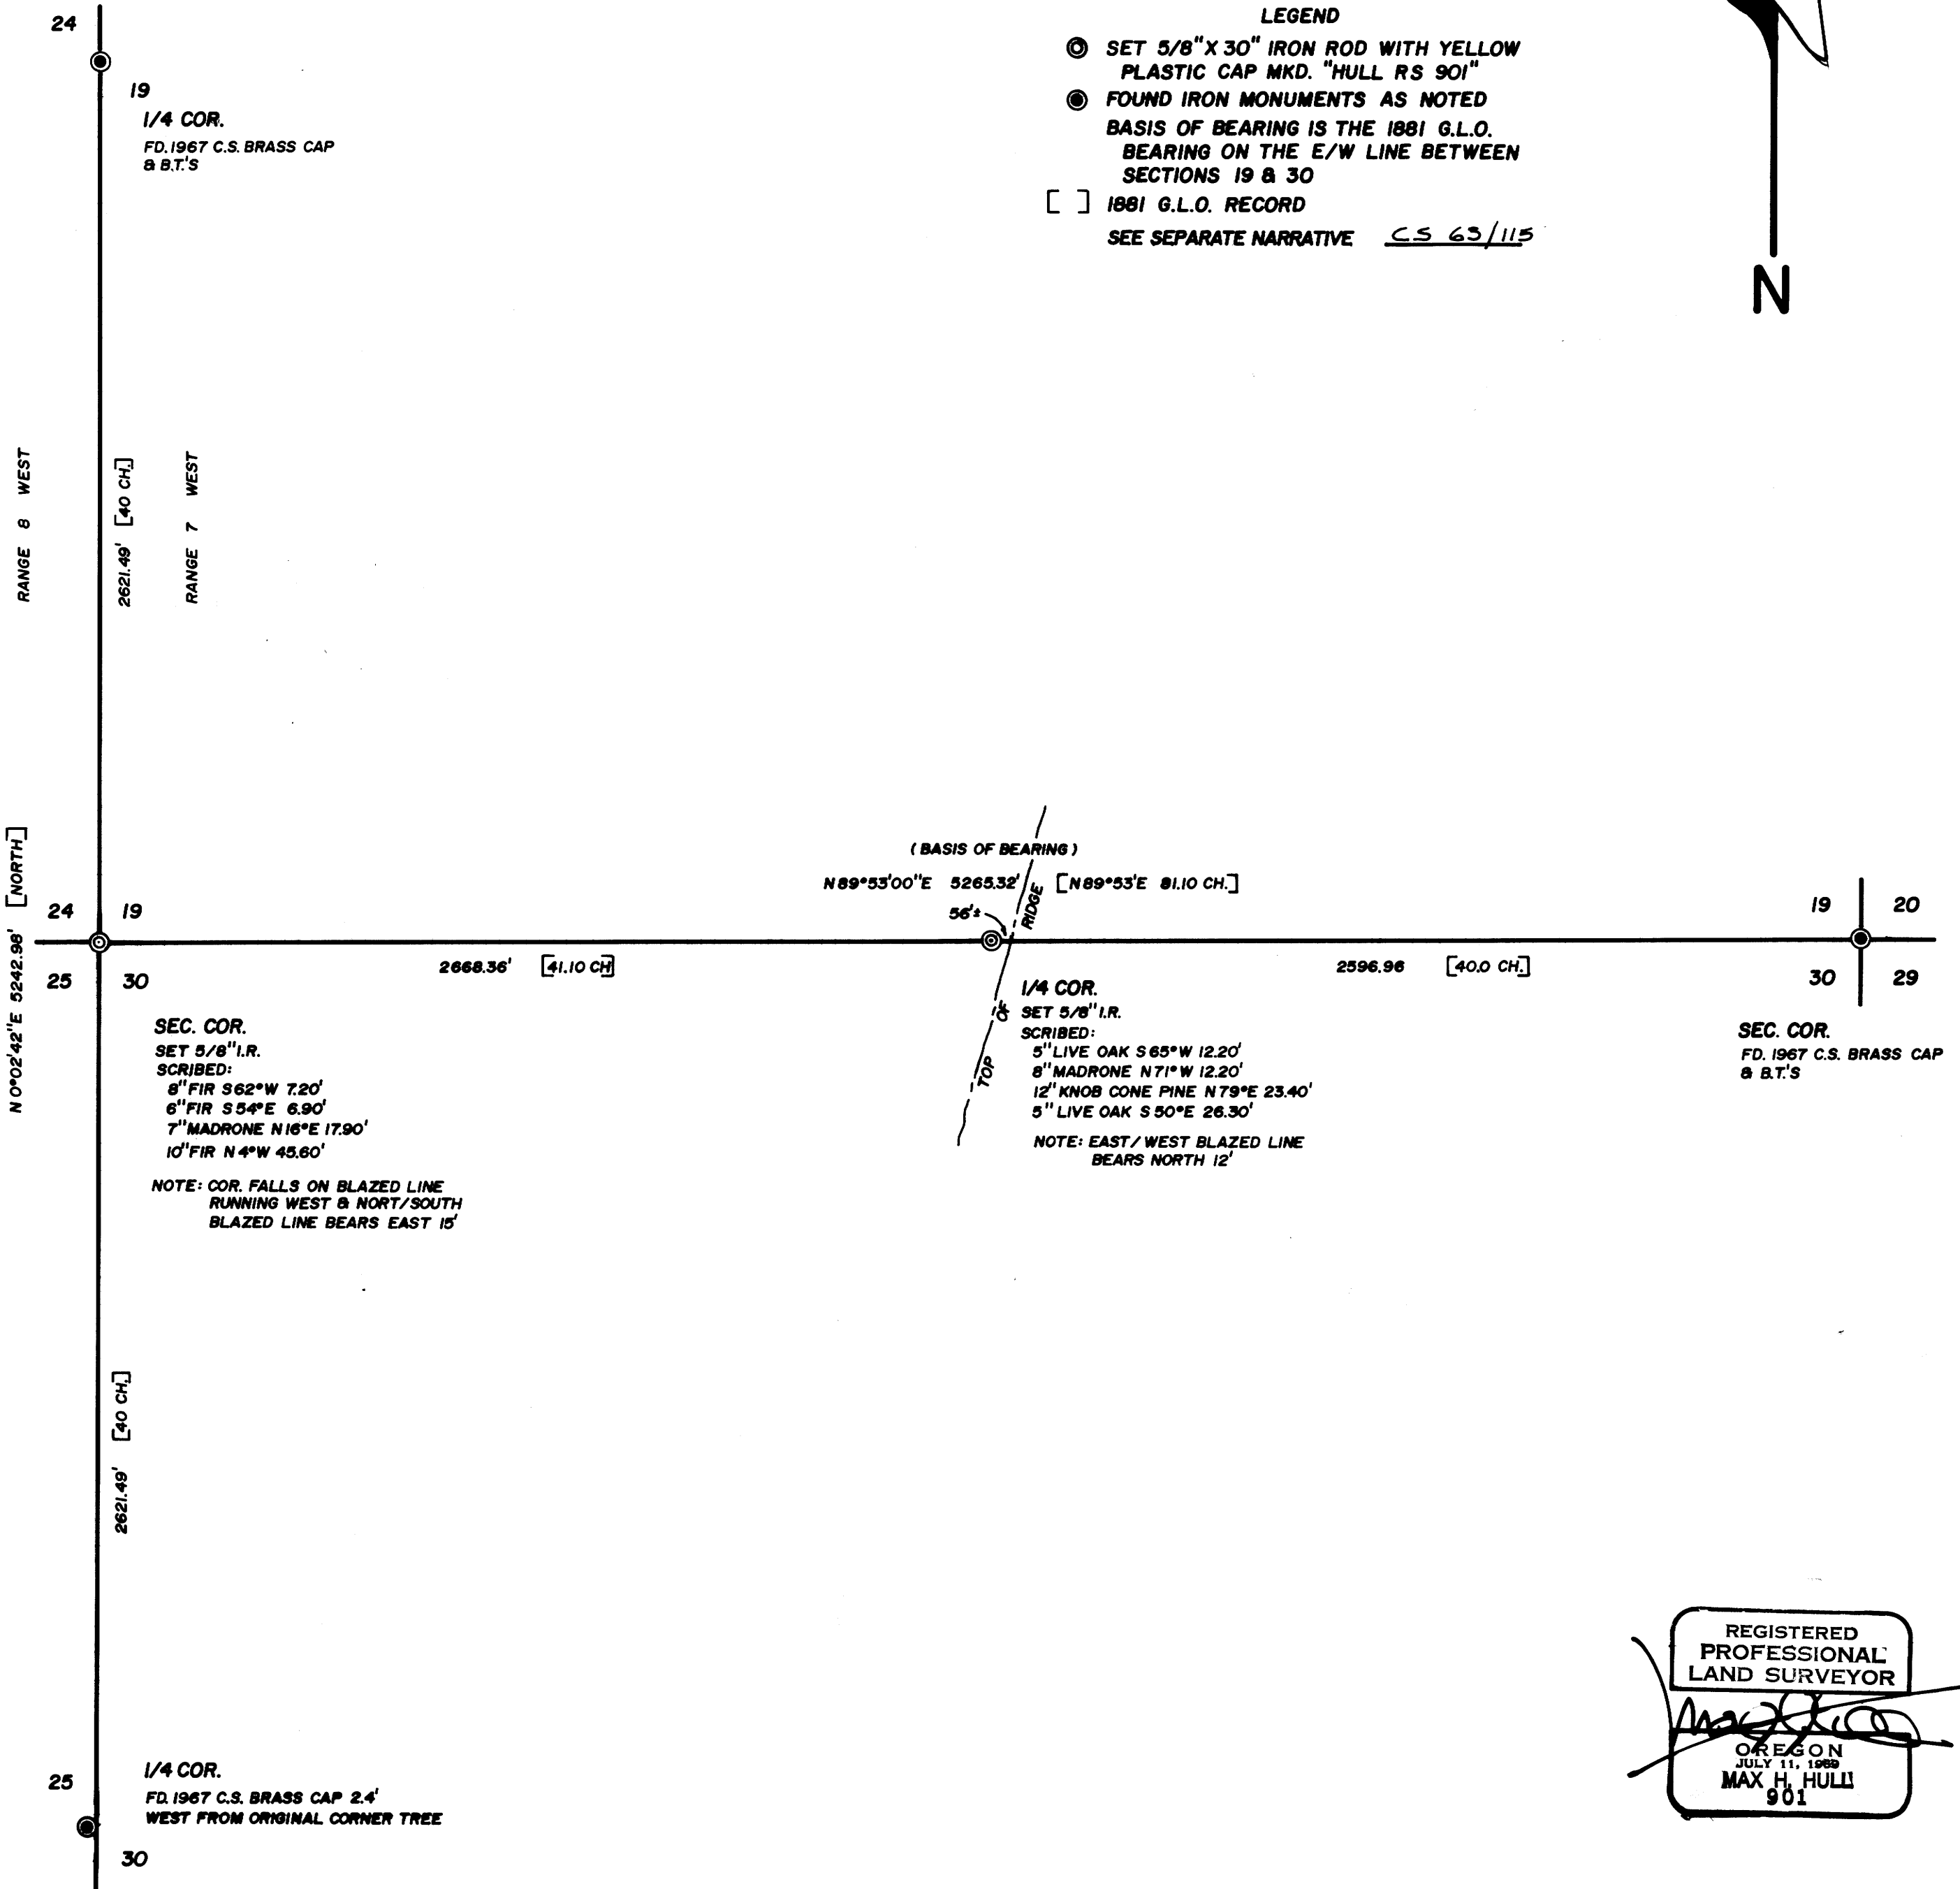 24
19
1/4 COR.
FD. 1967 C.S. BRASS CAP
& B.T.'S
LEGEND
SET 5/8" X 30" IRON ROD WITH YELLOW
PLASTIC CAP MKD. "HULL RS 901"
FOUND IRON MONUMENTS AS NOTED
BASIS OF BEARING IS THE 1881 G.L.O.
BEARING ON THE E/W LINE BETWEEN
SECTIONS 19 & 30
[ ] 1881 G.L.O. RECORD
SEE SEPARATE NARRATIVE CS 63/115
N
RANGE 8 WEST
2621.49' [40 CH.]
RANGE 7 WEST
N 0°02'42"E 5242.98' [NORTH]
24
19
25
30
(BASIS OF BEARING)
N 89°53'00"E 5265.32' [N 89°53'E 81.10 CH.]
56'±
TOP OF RIDGE
2668.36' [41.10 CH]
2596.96 [40.0 CH.]
19
20
30
29
SEC. COR.
SET 5/8" I.R.
SCRIBED:
8" FIR S 62° W 7.20'
6" FIR S 54° E 6.90'
7" MADRONE N 16° E 17.90'
10" FIR N 4° W 45.60'
NOTE: COR. FALLS ON BLAZED LINE
RUNNING WEST & NORT/SOUTH
BLAZED LINE BEARS EAST 15'
1/4 COR.
SET 5/8" I.R.
SCRIBED:
5" LIVE OAK S 65° W 12.20'
8" MADRONE N 71° W 12.20'
12" KNOB CONE PINE N 79° E 23.40'
5" LIVE OAK S 50° E 26.30'
NOTE: EAST/WEST BLAZED LINE
BEARS NORTH 12'
SEC. COR.
FD. 1967 C.S. BRASS CAP
& B.T.'S
2621.49' [40 CH.]
25
1/4 COR.
FD. 1967 C.S. BRASS CAP 2.4'
WEST FROM ORIGINAL CORNER TREE
30
REGISTERED
PROFESSIONAL
LAND SURVEYOR
OREGON
JULY 11, 1969
MAX H. HULL
901